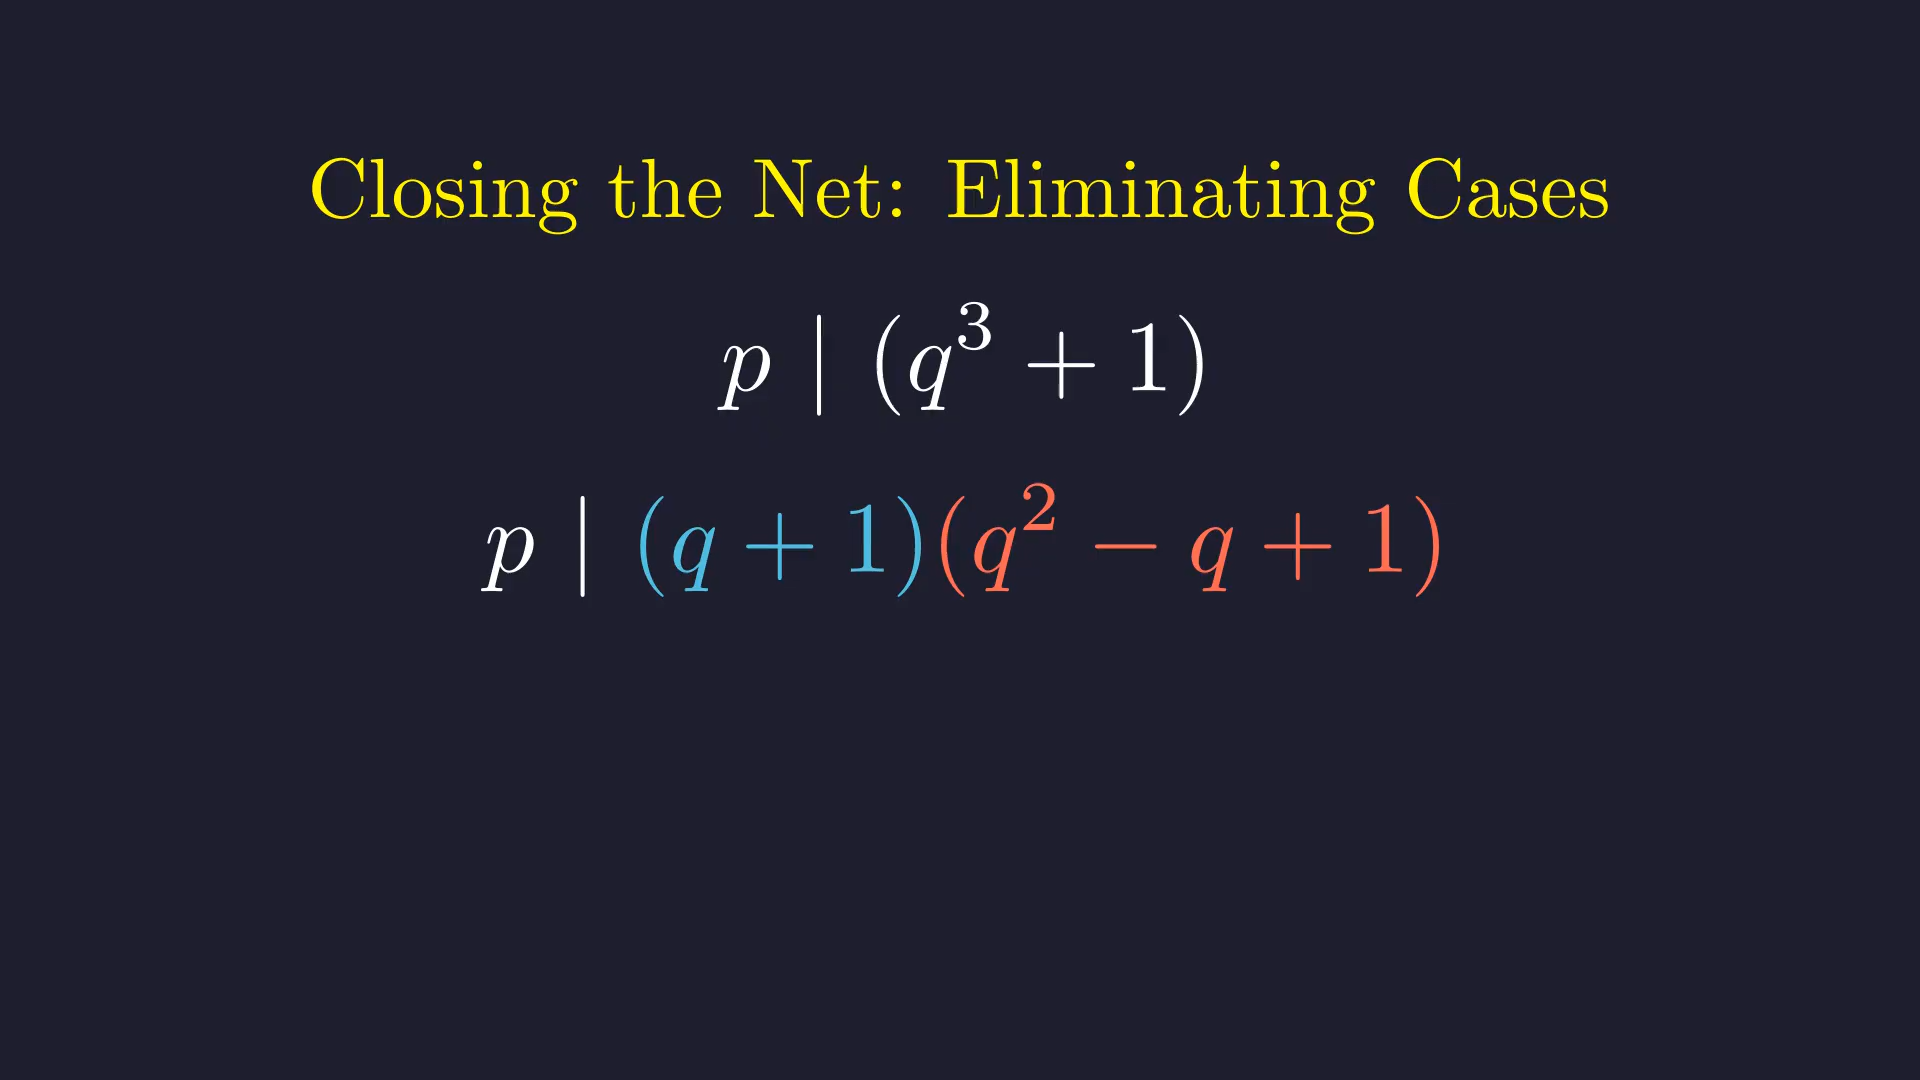 Closing the Net: Eliminating Cases
p | (q³ + 1)
p | (q + 1)(q² − q + 1)